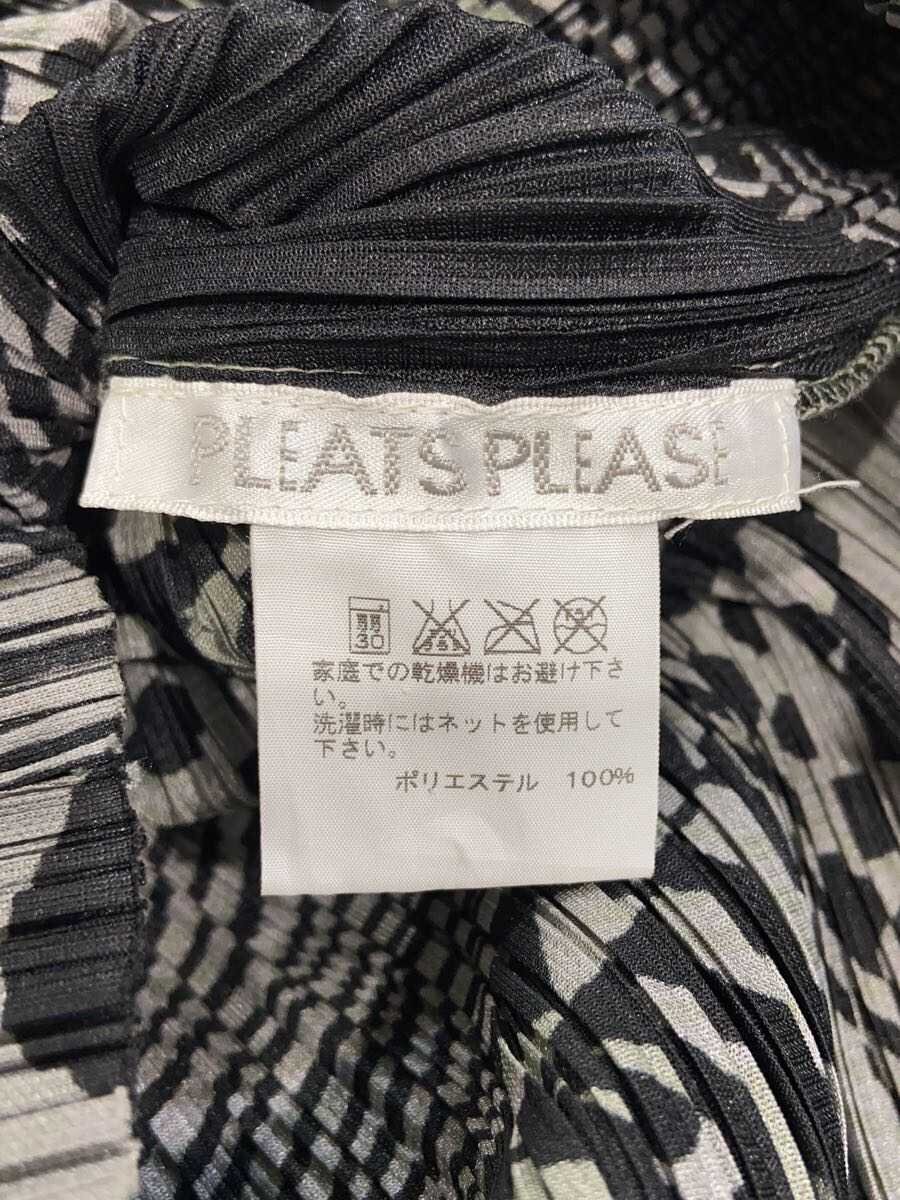 PLEATS PLEASE
弱
30
家庭での乾燥機はお避け下さ
い。
洗濯時にはネットを使用して
下さい。
ポリエステル 100%